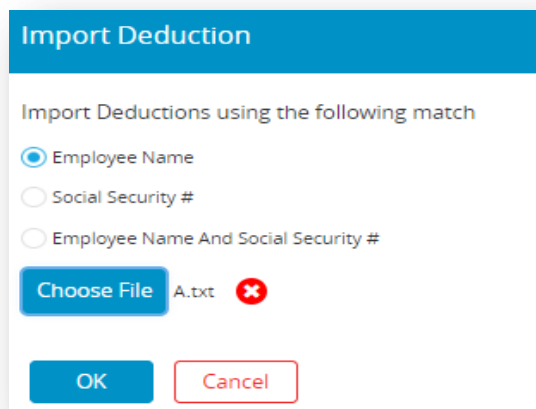 Import Deduction
Import Deductions using the following match
Employee Name
Social Security #
Employee Name And Social Security #
Choose File A.txt
OK Cancel